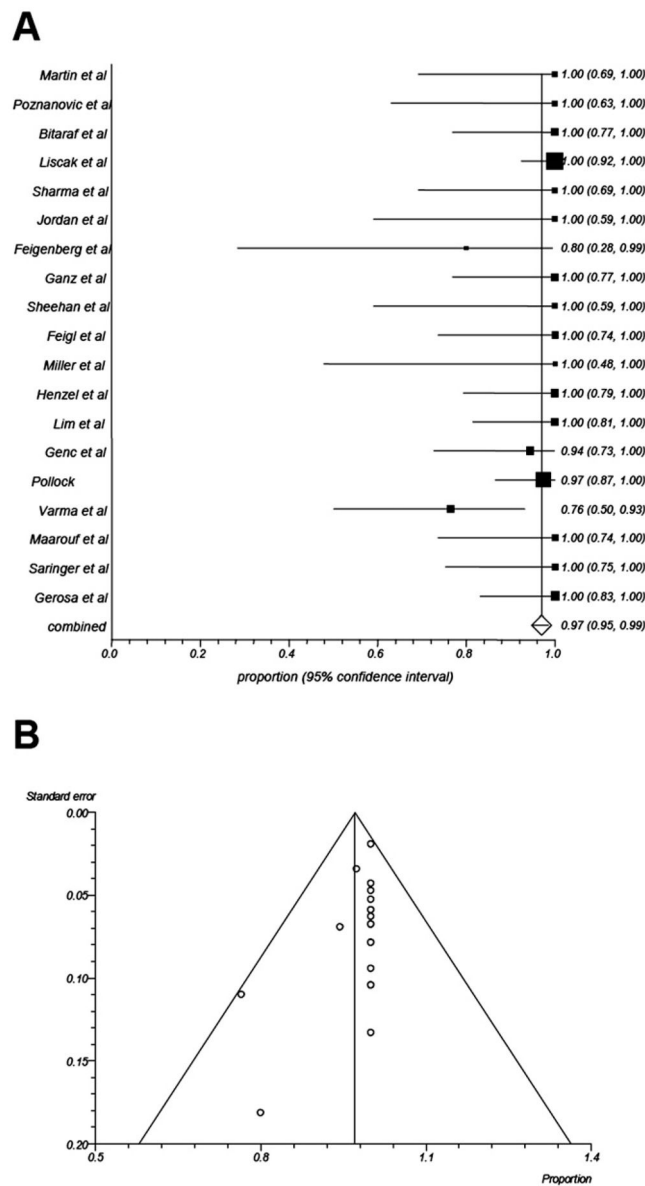 A
Martin et al 1.00 (0.69, 1.00)
Poznanovic et al 1.00 (0.63, 1.00)
Bitaraf et al 1.00 (0.77, 1.00)
Liscak et al 1.00 (0.92, 1.00)
Sharma et al 1.00 (0.69, 1.00)
Jordan et al 1.00 (0.59, 1.00)
Feigenberg et al 0.80 (0.28, 0.99)
Ganz et al 1.00 (0.77, 1.00)
Sheehan et al 1.00 (0.59, 1.00)
Feigl et al 1.00 (0.74, 1.00)
Miller et al 1.00 (0.48, 1.00)
Henzel et al 1.00 (0.79, 1.00)
Lim et al 1.00 (0.81, 1.00)
Genc et al 0.94 (0.73, 1.00)
Pollock 0.97 (0.87, 1.00)
Varma et al 0.76 (0.50, 0.93)
Maarouf et al 1.00 (0.74, 1.00)
Saringer et al 1.00 (0.75, 1.00)
Gerosa et al 1.00 (0.83, 1.00)
combined 0.97 (0.95, 0.99)
0.0 0.2 0.4 0.6 0.8 1.0
proportion (95% confidence interval)
B
Standard error
0.00
0.05
0.10
0.15
0.20
0.5 0.8 1.1 1.4
Proportion